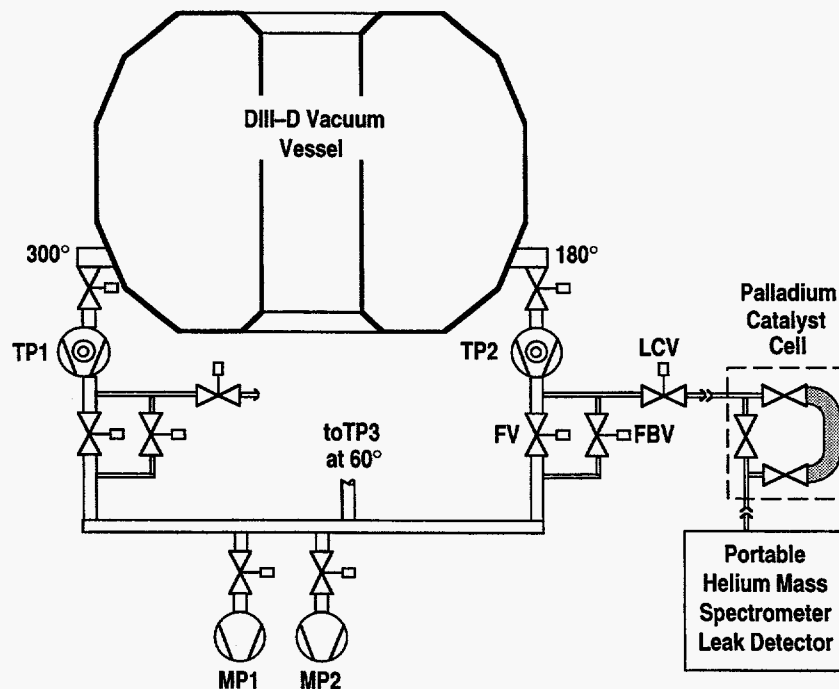 DIII–D Vacuum
Vessel
300°
180°
Palladium
Catalyst
Cell
TP1
TP2
LCV
toTP3
at 60°
FV
FBV
Portable
Helium Mass
Spectrometer
Leak Detector
MP1
MP2